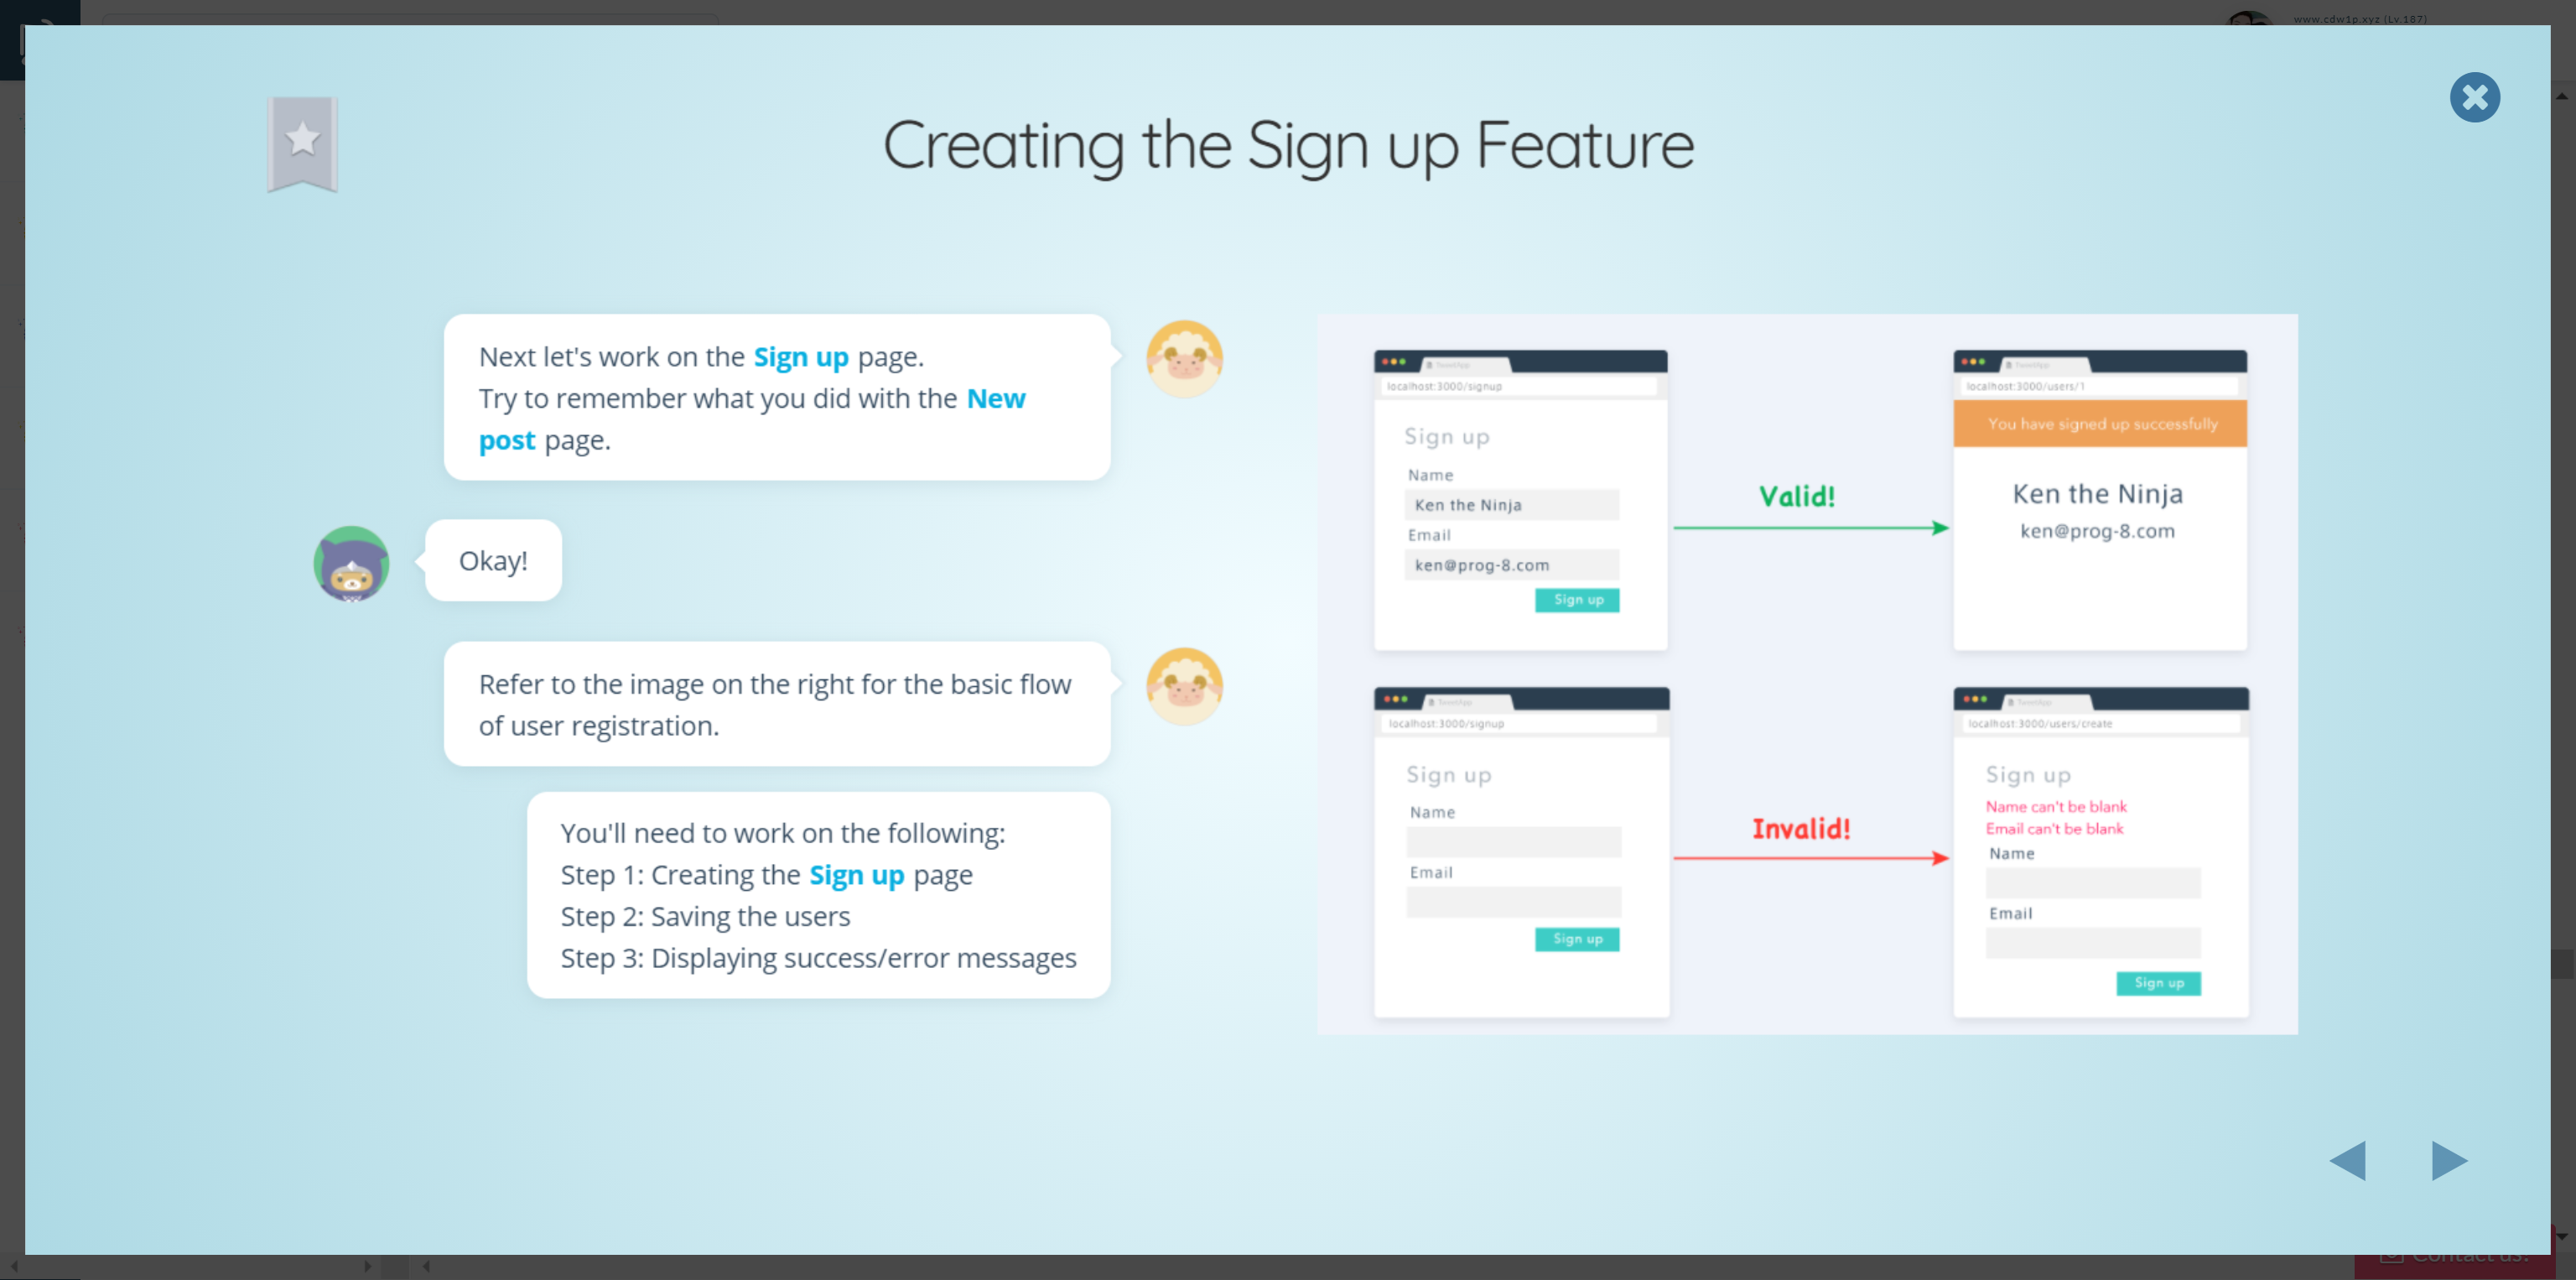 www.cdw1p.xyz (Lv.187)
Creating the Sign up Feature
Next let's work on the Sign up page.
Try to remember what you did with the New
post page.
Okay!
Refer to the image on the right for the basic flow
of user registration.
You'll need to work on the following:
Step 1: Creating the Sign up page
Step 2: Saving the users
Step 3: Displaying success/error messages
TweetApp
localhost:3000/signup
Sign up
Name
Ken the Ninja
Email
ken@prog-8.com
Sign up
Valid!
TweetApp
localhost:3000/users/1
You have signed up successfully
Ken the Ninja
ken@prog-8.com
TweetApp
localhost:3000/signup
Sign up
Name
Email
Sign up
Invalid!
TweetApp
localhost:3000/users/create
Sign up
Name can't be blank
Email can't be blank
Name
Email
Sign up
Contact us!